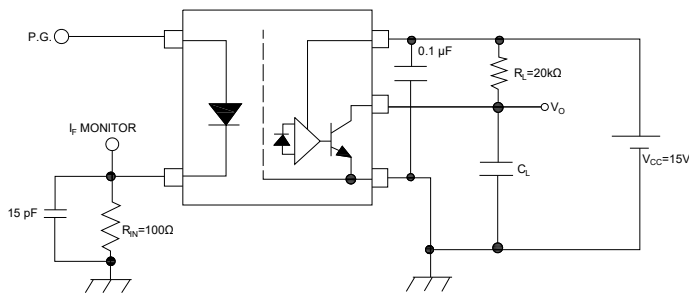 P.G.
0.1 µF
R_L=20kΩ
V_O
I_F MONITOR
V_CC=15V
C_L
15 pF
R_IN=100Ω